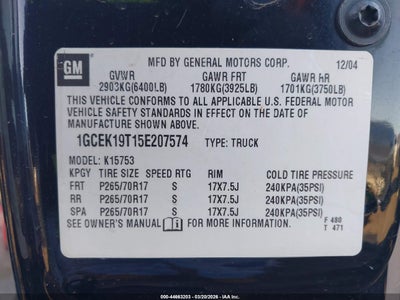 GM MFD BY GENERAL MOTORS CORP. 12/04
GVWR GAWR FRT GAWR RR
2903KG(6400LB) 1780KG(3925LB) 1701KG(3750LB)
THIS VEHICLE CONFORMS TO ALL APPLICABLE U.S. FEDERAL MOTOR
VEHICLE SAFETY STANDARDS IN EFFECT ON THE DATE OF
MANUFACTURE SHOWN ABOVE.
1GCEK19T15E207574 TYPE: TRUCK
MODEL: K15753
KPGY TIRE SIZE SPEED RTG RIM COLD TIRE PRESSURE
FRT P265/70R17 S 17X7.5J 240KPA(35PSI)
RR P265/70R17 S 17X7.5J 240KPA(35PSI)
SPA P265/70R17 S 17X7.5J 240KPA(35PSI)
SEE OWNER'S MANUAL FOR MORE INFORMATION. F 480
T 471
000-44663203 - 03/20/2026 - IAAI.com